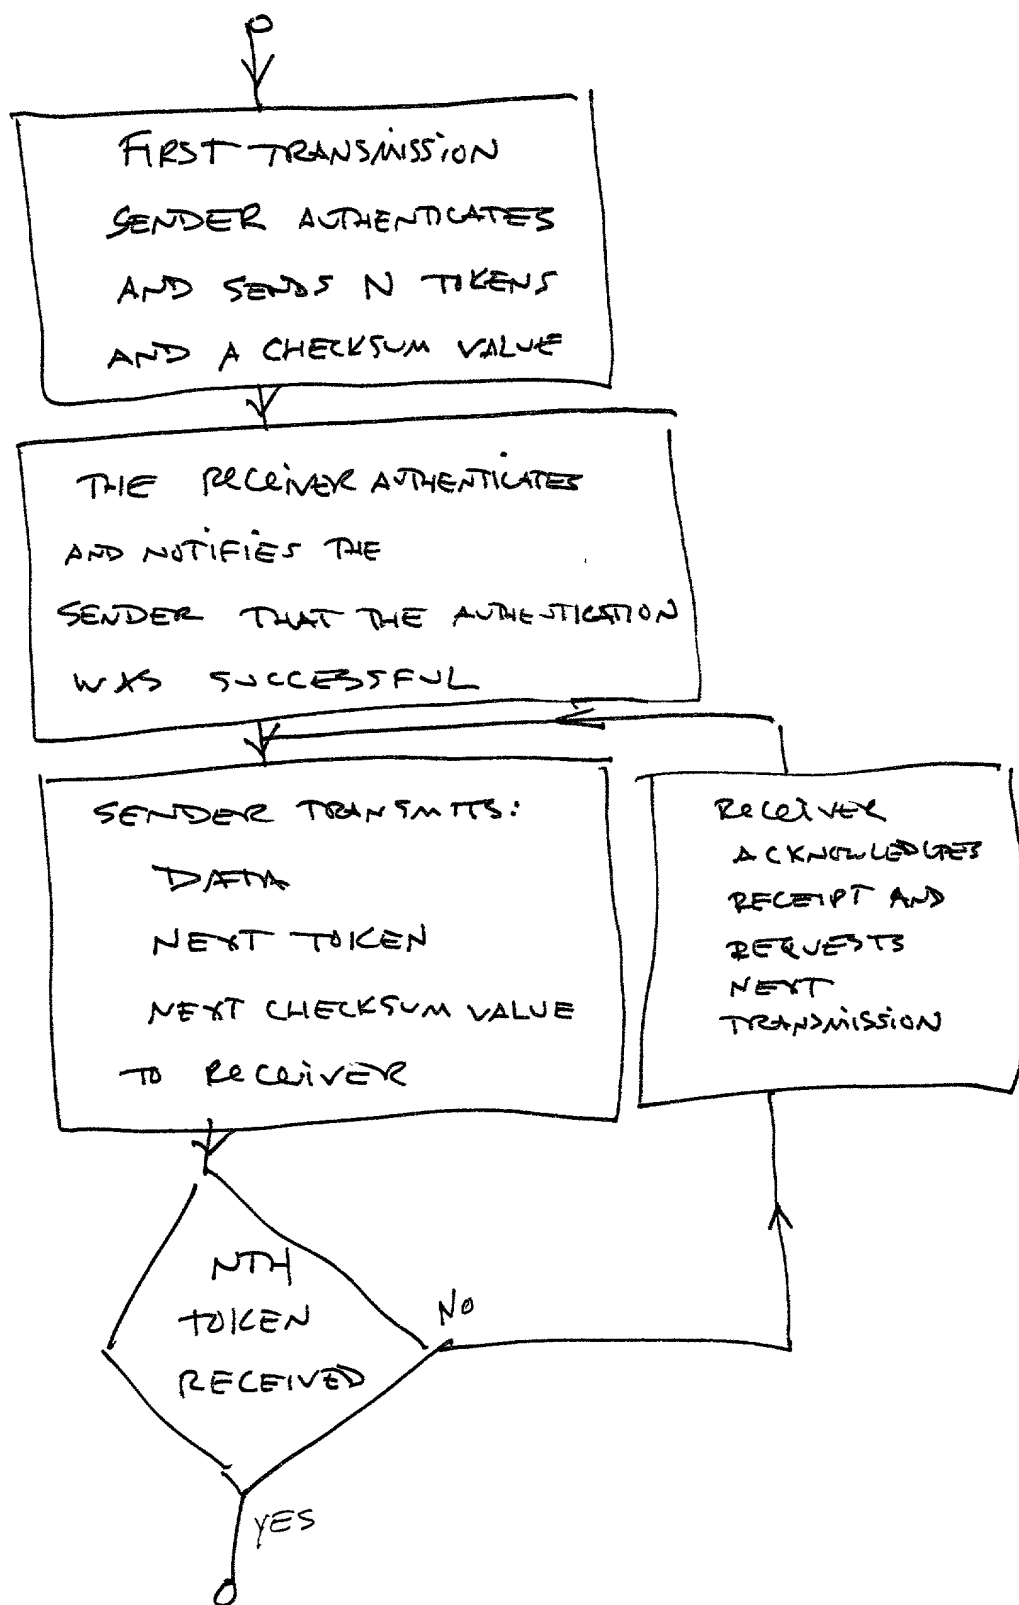 FIRST TRANSMISSION
SENDER AUTHENTICATES
AND SENDS N TOKENS
AND A CHECKSUM VALUE
THE RECEIVER AUTHENTICATES
AND NOTIFIES THE
SENDER THAT THE AUTHENTICATION
WAS SUCCESSFUL
SENDER TRANSMITS:
DATA
NEXT TOKEN
NEXT CHECKSUM VALUE
TO RECEIVER
RECEIVER
ACKNOWLEDGES
RECEIPT AND
REQUESTS
NEXT
TRANSMISSION
NTH
TOKEN
RECEIVED
NO
YES